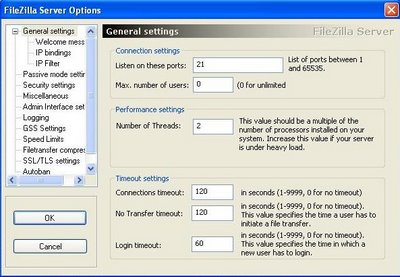 FileZilla Server Options
General settings
Welcome mess
IP bindings
IP Filter
Passive mode settin
Security settings
Miscellaneous
Admin Interface set
Logging
GSS Settings
Speed Limits
Filetransfer compres
SSL/TLS settings
Autoban
OK
Cancel
General settings
FileZilla Server
Connection settings
Listen on these ports:
21
List of ports between 1
and 65535.
Max. number of users:
0
(0 for unlimited
Performance settings
Number of Threads:
2
This value should be a multiple of the
number of processors installed on your
system. Increase this value if your server
is under heavy load.
Timeout settings
Connections timeout:
120
in seconds (1-9999, 0 for no timeout)
No Transfer timeout:
120
in seconds (1-9999, 0 for no timeout).
This value specifies the time a user has to
initiate a file transfer.
Login timeout:
60
in seconds (1-9999, 0 for no timeout).
This value specifies the time in which a
new user has to login.